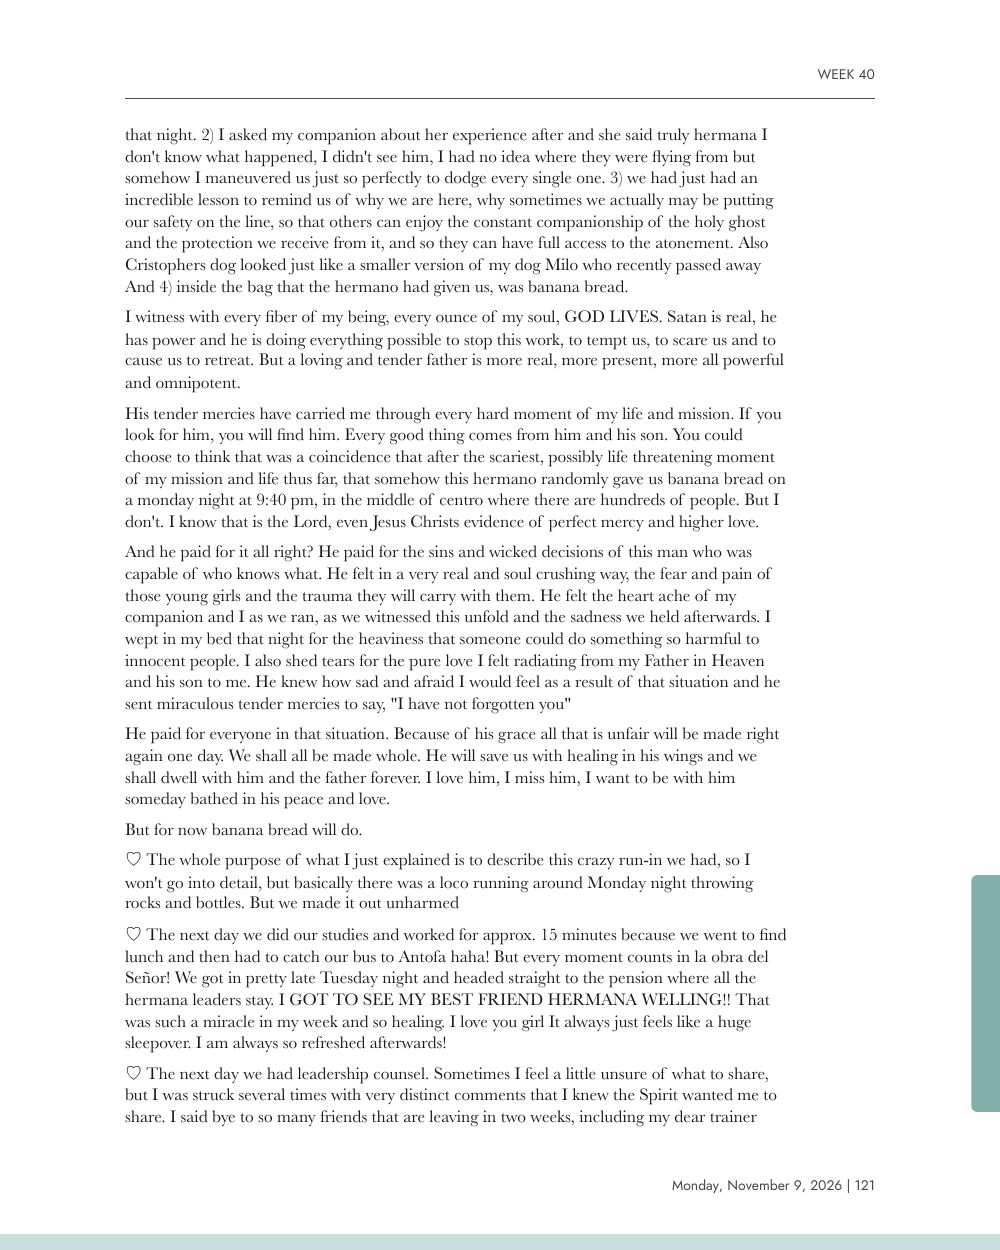 WEEK 40
that night. 2) I asked my companion about her experience after and she said truly hermana I
don't know what happened, I didn't see him, I had no idea where they were flying from but
somehow I maneuvered us just so perfectly to dodge every single one. 3) we had just had an
incredible lesson to remind us of why we are here, why sometimes we actually may be putting
our safety on the line, so that others can enjoy the constant companionship of the holy ghost
and the protection we receive from it, and so they can have full access to the atonement. Also
Cristophers dog looked just like a smaller version of my dog Milo who recently passed away
And 4) inside the bag that the hermano had given us, was banana bread.
I witness with every fiber of my being, every ounce of my soul, GOD LIVES. Satan is real, he
has power and he is doing everything possible to stop this work, to tempt us, to scare us and to
cause us to retreat. But a loving and tender father is more real, more present, more all powerful
and omnipotent.
His tender mercies have carried me through every hard moment of my life and mission. If you
look for him, you will find him. Every good thing comes from him and his son. You could
choose to think that was a coincidence that after the scariest, possibly life threatening moment
of my mission and life thus far, that somehow this hermano randomly gave us banana bread on
a monday night at 9:40 pm, in the middle of centro where there are hundreds of people. But I
don't. I know that is the Lord, even Jesus Christs evidence of perfect mercy and higher love.
And he paid for it all right? He paid for the sins and wicked decisions of this man who was
capable of who knows what. He felt in a very real and soul crushing way, the fear and pain of
those young girls and the trauma they will carry with them. He felt the heart ache of my
companion and I as we ran, as we witnessed this unfold and the sadness we held afterwards. I
wept in my bed that night for the heaviness that someone could do something so harmful to
innocent people. I also shed tears for the pure love I felt radiating from my Father in Heaven
and his son to me. He knew how sad and afraid I would feel as a result of that situation and he
sent miraculous tender mercies to say, "I have not forgotten you"
He paid for everyone in that situation. Because of his grace all that is unfair will be made right
again one day. We shall all be made whole. He will save us with healing in his wings and we
shall dwell with him and the father forever. I love him, I miss him, I want to be with him
someday bathed in his peace and love.
But for now banana bread will do.
♡ The whole purpose of what I just explained is to describe this crazy run-in we had, so I
won't go into detail, but basically there was a loco running around Monday night throwing
rocks and bottles. But we made it out unharmed
♡ The next day we did our studies and worked for approx. 15 minutes because we went to find
lunch and then had to catch our bus to Antofa haha! But every moment counts in la obra del
Señor! We got in pretty late Tuesday night and headed straight to the pension where all the
hermana leaders stay. I GOT TO SEE MY BEST FRIEND HERMANA WELLING!! That
was such a miracle in my week and so healing. I love you girl It always just feels like a huge
sleepover. I am always so refreshed afterwards!
♡ The next day we had leadership counsel. Sometimes I feel a little unsure of what to share,
but I was struck several times with very distinct comments that I knew the Spirit wanted me to
share. I said bye to so many friends that are leaving in two weeks, including my dear trainer
Monday, November 9, 2026 | 121